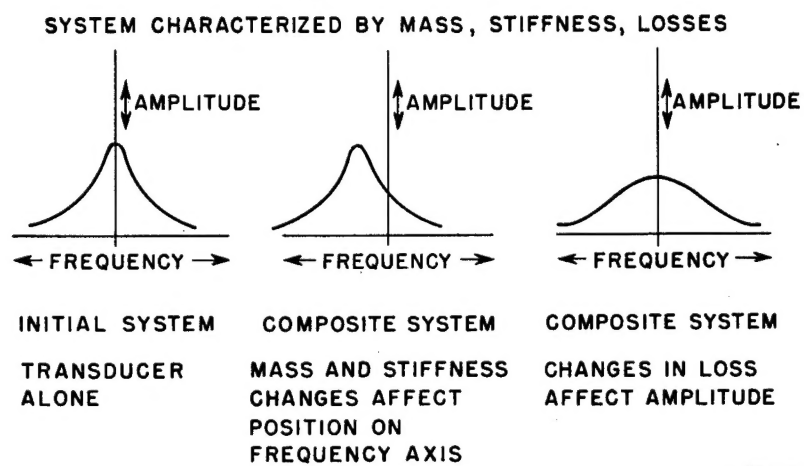 SYSTEM CHARACTERIZED BY MASS, STIFFNESS, LOSSES
AMPLITUDE
AMPLITUDE
AMPLITUDE
FREQUENCY
FREQUENCY
FREQUENCY
INITIAL SYSTEM
TRANSDUCER
ALONE
COMPOSITE SYSTEM
MASS AND STIFFNESS
CHANGES AFFECT
POSITION ON
FREQUENCY AXIS
COMPOSITE SYSTEM
CHANGES IN LOSS
AFFECT AMPLITUDE